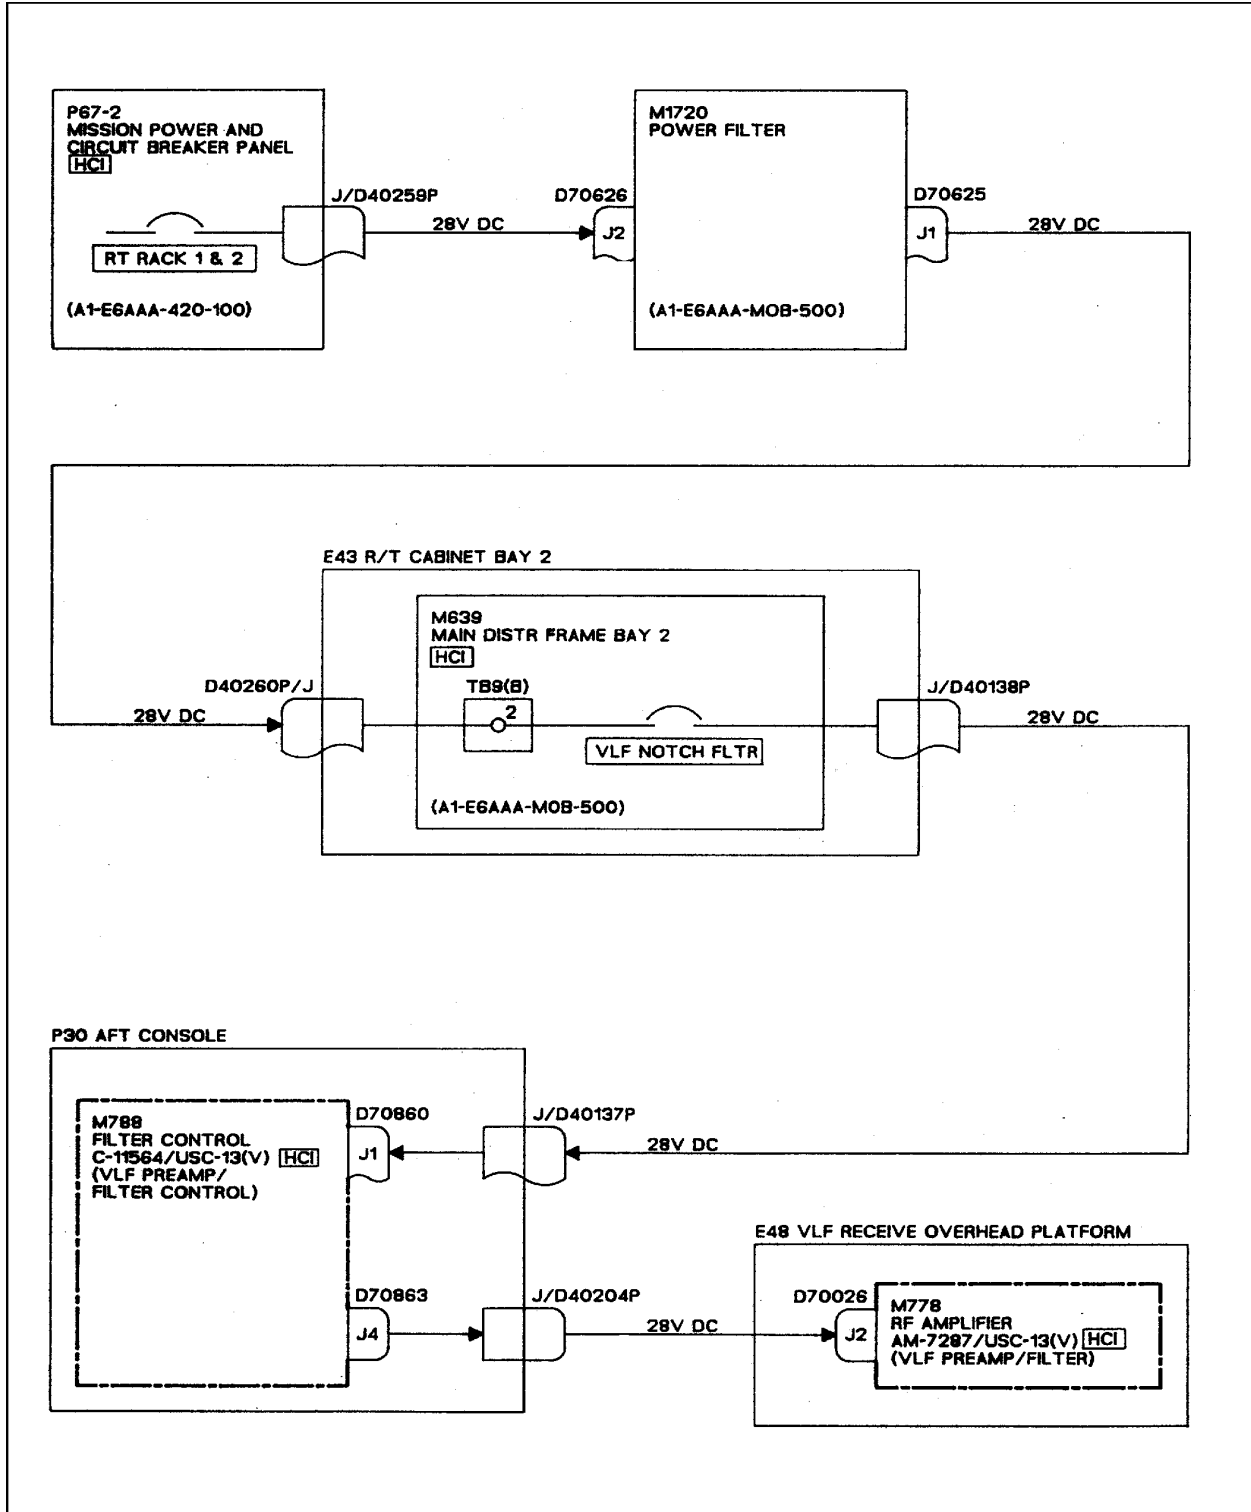 P67-2
MISSION POWER AND
CIRCUIT BREAKER PANEL
HCI
J/D40259P
28V DC
RT RACK 1 & 2
(A1-E6AAA-420-100)
M1720
POWER FILTER
D70626
J2
D70625
J1
28V DC
(A1-E6AAA-MOB-500)
E43 R/T CABINET BAY 2
M639
MAIN DISTR FRAME BAY 2
HCI
D40260P/J
28V DC
TB9(B)
2
VLF NOTCH FLTR
J/D40138P
28V DC
(A1-E6AAA-MOB-500)
P30 AFT CONSOLE
M788
FILTER CONTROL
C-11564/USC-13(V) HCI
(VLF PREAMP/
FILTER CONTROL)
D70860
J1
J/D40137P
28V DC
D70863
J4
J/D40204P
28V DC
E48 VLF RECEIVE OVERHEAD PLATFORM
D70026
J2
M778
RF AMPLIFIER
AM-7287/USC-13(V) HCI
(VLF PREAMP/FILTER)